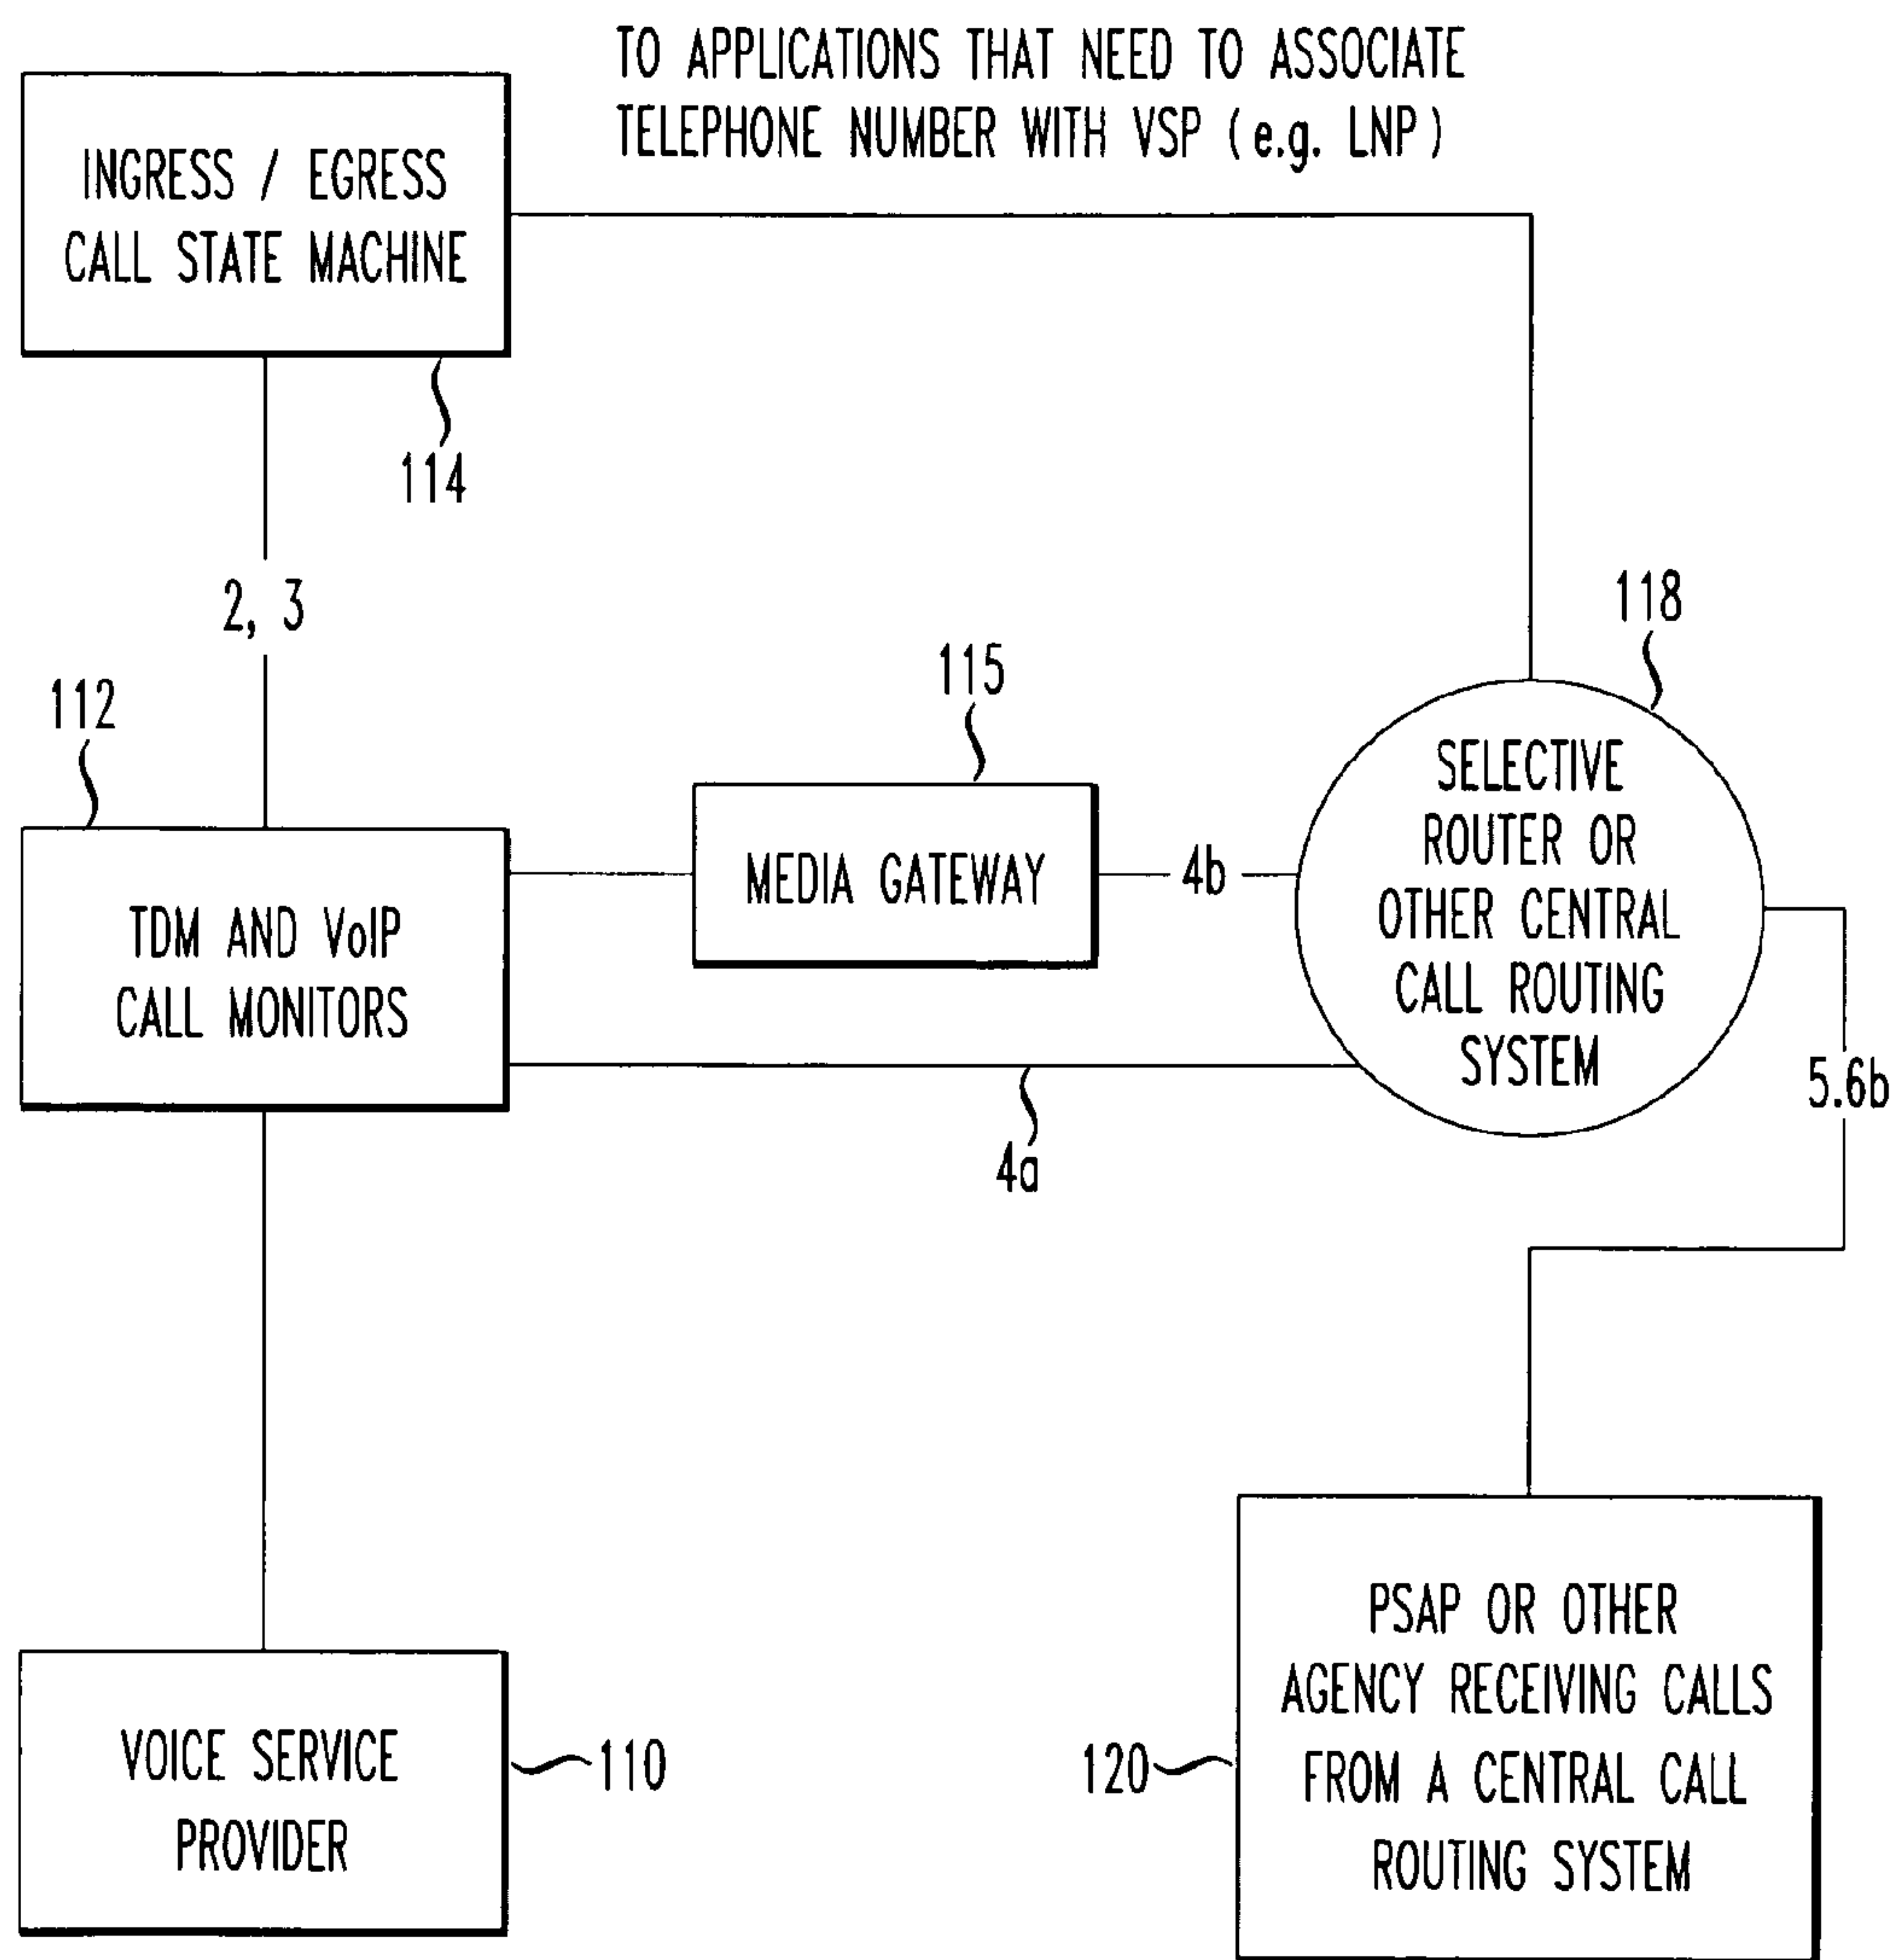 TO APPLICATIONS THAT NEED TO ASSOCIATE
TELEPHONE NUMBER WITH VSP (e.g. LNP)
INGRESS / EGRESS
CALL STATE MACHINE
114
2, 3
118
115
112
SELECTIVE
ROUTER OR
OTHER CENTRAL
CALL ROUTING
SYSTEM
MEDIA GATEWAY
4b
TDM AND VoIP
CALL MONITORS
5.6b
4a
PSAP OR OTHER
AGENCY RECEIVING CALLS
FROM A CENTRAL CALL
ROUTING SYSTEM
VOICE SERVICE
PROVIDER
110
120